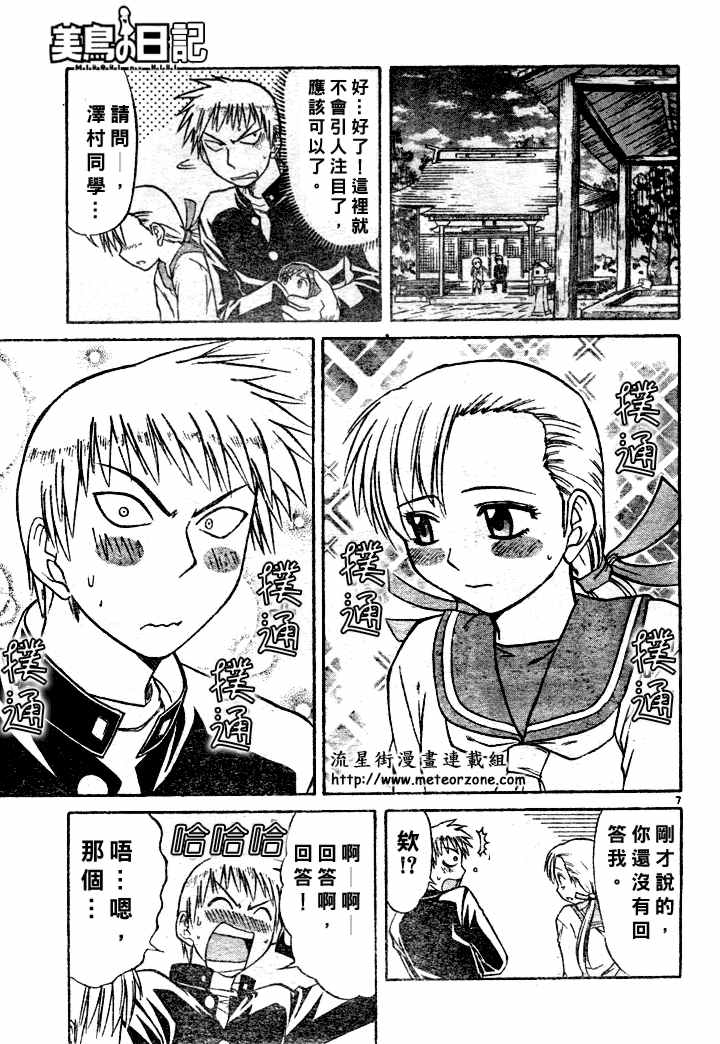 美鳥の日記
好…好了！這裡就
不會引人注目了，
應該可以了。
請問——，
澤村同學…
撲通
撲通
撲通
撲通
撲通
撲通
流星街漫畫連載組
http://www.meteorzone.com
7
剛才說的，
你還沒有回
答我。
欸!?
啊——啊
回答啊，
回答！
哈哈哈
唔…嗯，
那個…